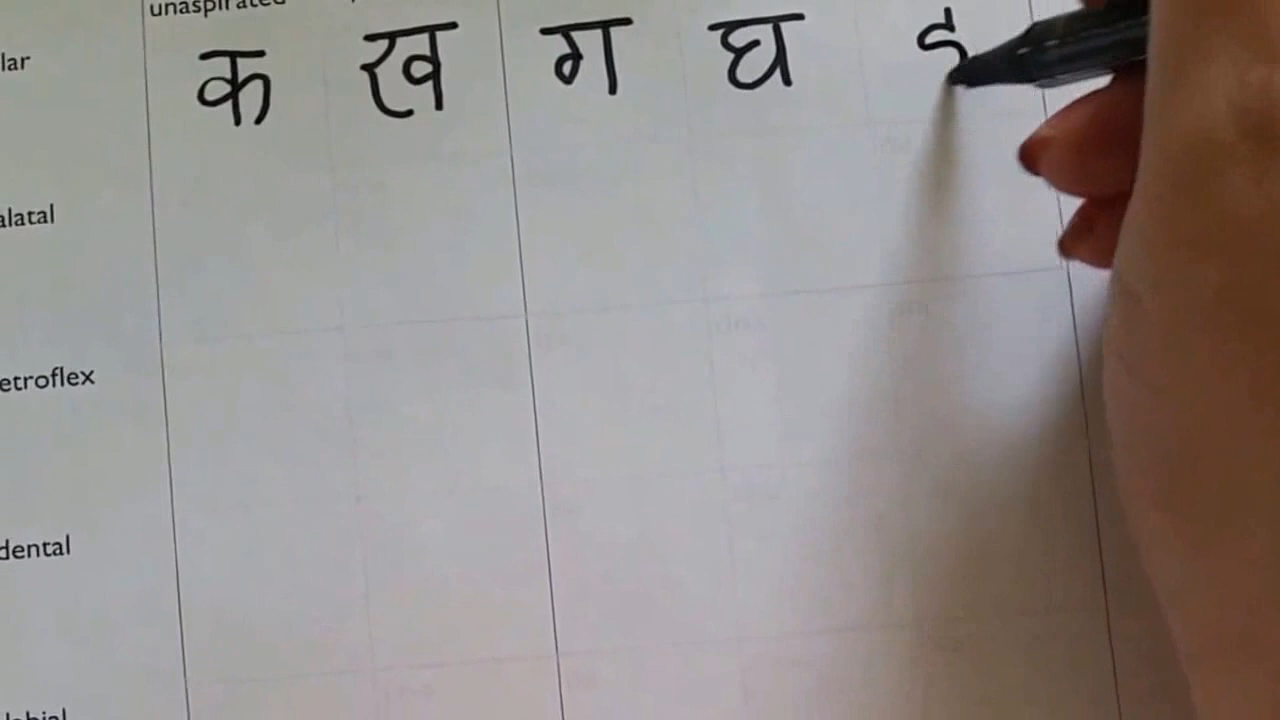 unaspirated
lar क ख ग घ
alatal
etroflex
dental